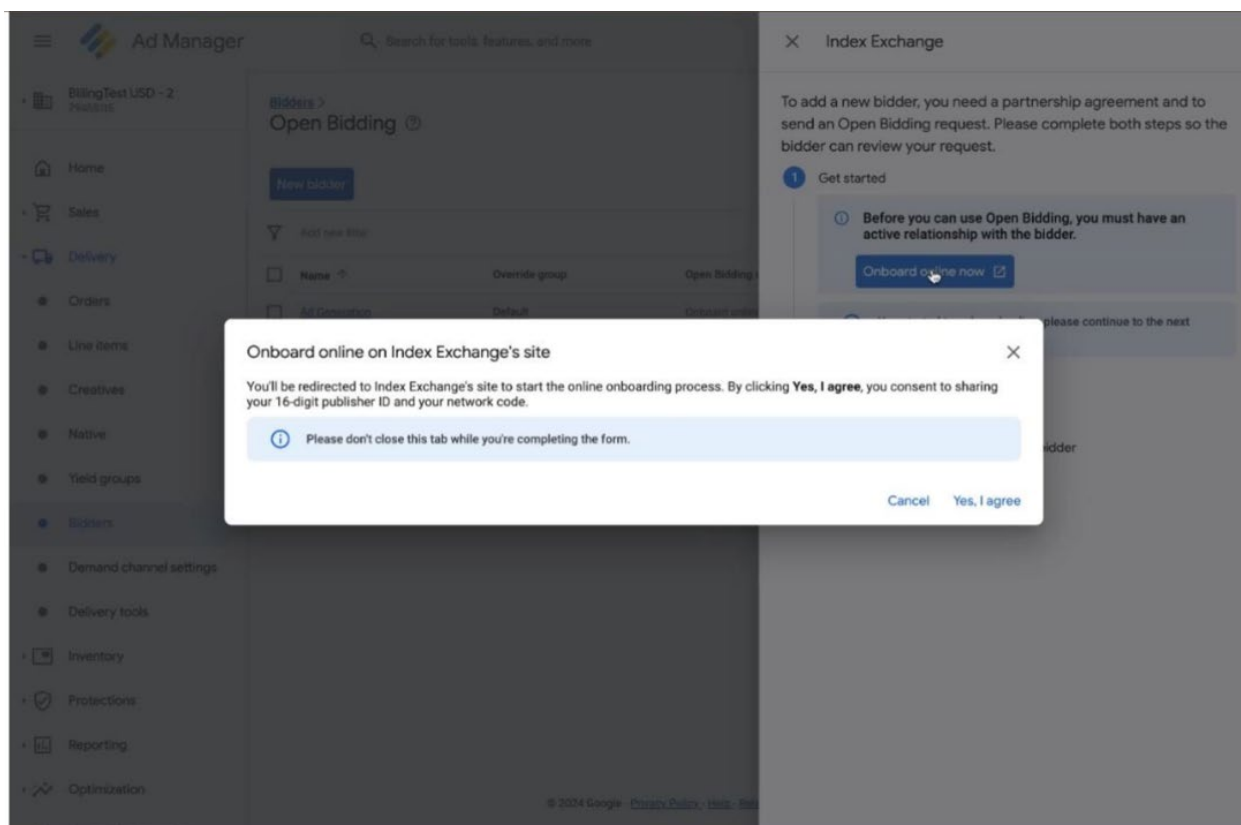 Ad Manager
Search for tools, features, and more
Index Exchange
BillingTest USD - 2
Bidders >
Open Bidding
To add a new bidder, you need a partnership agreement and to
send an Open Bidding request. Please complete both steps so the
bidder can review your request.
Home
New bidder
1 Get started
Sales
Add new filter
Before you can use Open Bidding, you must have an
active relationship with the bidder.
Delivery
Name
Override group
Open Bidding
Onboard online now
Orders
Ad Generation
Default
please continue to the next
Line items
Onboard online on Index Exchange's site
You'll be redirected to Index Exchange's site to start the online onboarding process. By clicking Yes, I agree, you consent to sharing
your 16-digit publisher ID and your network code.
Creatives
Please don't close this tab while you're completing the form.
Native
idder
Yield groups
Cancel
Yes, I agree
Bidders
Demand channel settings
Delivery tools
Inventory
Protections
Reporting
Optimization
© 2024 Google - Privacy Policy - Help